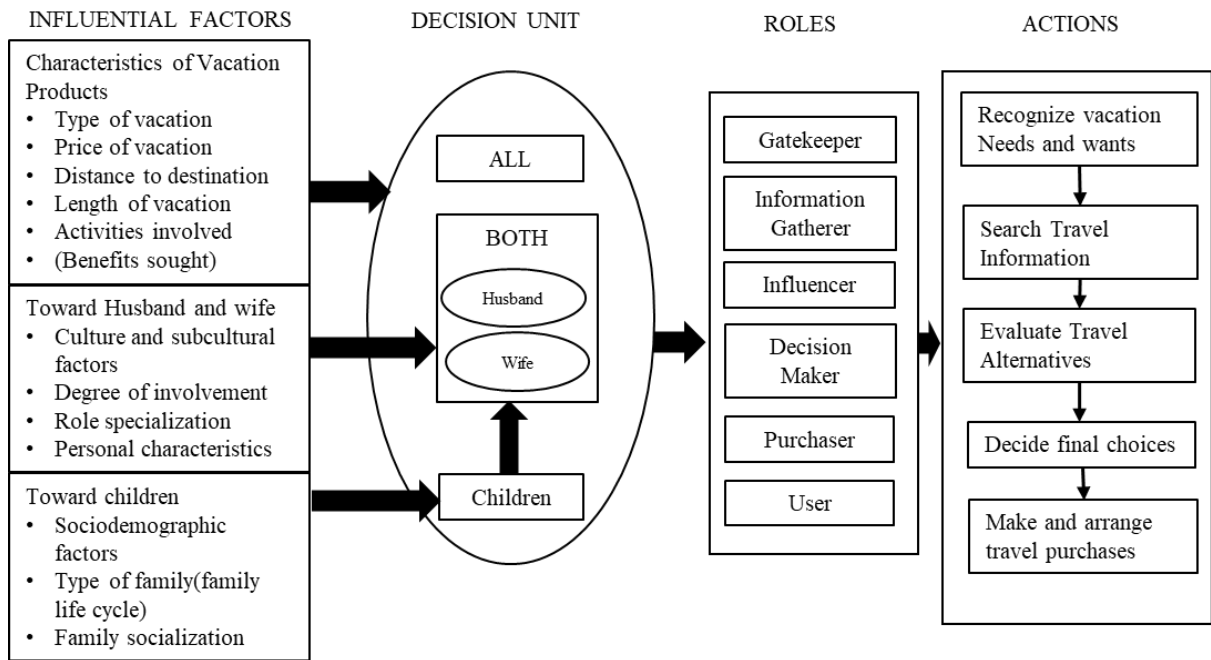 INFLUENTIAL FACTORS
DECISION UNIT
ROLES
ACTIONS
Characteristics of Vacation
Products
• Type of vacation
• Price of vacation
• Distance to destination
• Length of vacation
• Activities involved
• (Benefits sought)
Toward Husband and wife
• Culture and subcultural
factors
• Degree of involvement
• Role specialization
• Personal characteristics
Toward children
• Sociodemographic
factors
• Type of family(family
life cycle)
• Family socialization
ALL
BOTH
Husband
Wife
Children
Gatekeeper
Information
Gatherer
Influencer
Decision
Maker
Purchaser
User
Recognize vacation
Needs and wants
Search Travel
Information
Evaluate Travel
Alternatives
Decide final choices
Make and arrange
travel purchases